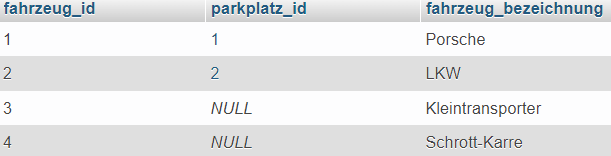 fahrzeug_id parkplatz_id fahrzeug_bezeichnung
1 1 Porsche
2 2 LKW
3 NULL Kleintransporter
4 NULL Schrott-Karre